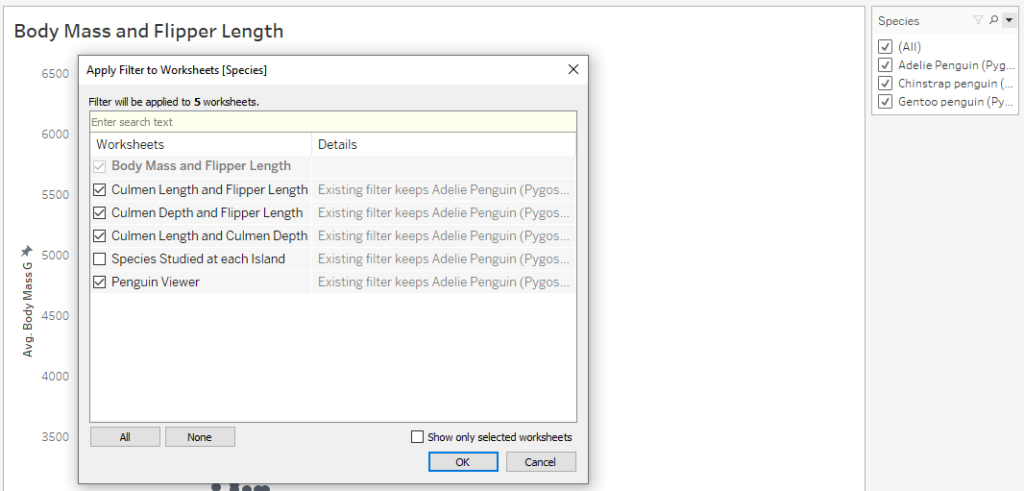 Body Mass and Flipper Length
Species
(All)
Adelie Penguin (Pyg...
Chinstrap penguin (...
Gentoo penguin (Py...
6500
6000
5500
5000
4500
4000
3500
Avg. Body Mass G
Apply Filter to Worksheets [Species]
Filter will be applied to 5 worksheets.
Enter search text
Worksheets Details
Body Mass and Flipper Length
Culmen Length and Flipper Length Existing filter keeps Adelie Penguin (Pygos...
Culmen Depth and Flipper Length Existing filter keeps Adelie Penguin (Pygos...
Culmen Length and Culmen Depth Existing filter keeps Adelie Penguin (Pygos...
Species Studied at each Island Existing filter keeps Adelie Penguin (Pygos...
Penguin Viewer Existing filter keeps Adelie Penguin (Pygos...
All None Show only selected worksheets
OK Cancel